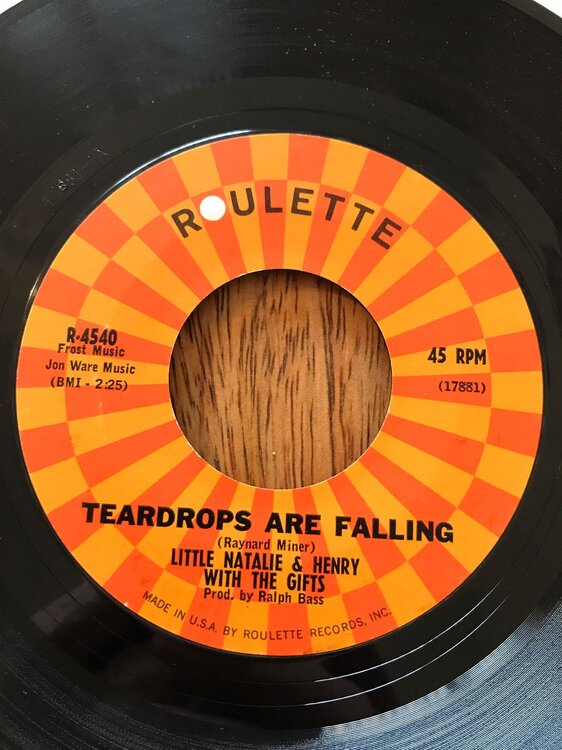 ROULETTE
R-4540
Frost Music
Jon Ware Music
(BMI - 2:25)
45 RPM
(17881)
TEARDROPS ARE FALLING
(Raynard Miner)
LITTLE NATALIE & HENRY
WITH THE GIFTS
Prod. by Ralph Bass
MADE IN U.S.A. BY ROULETTE RECORDS, INC.